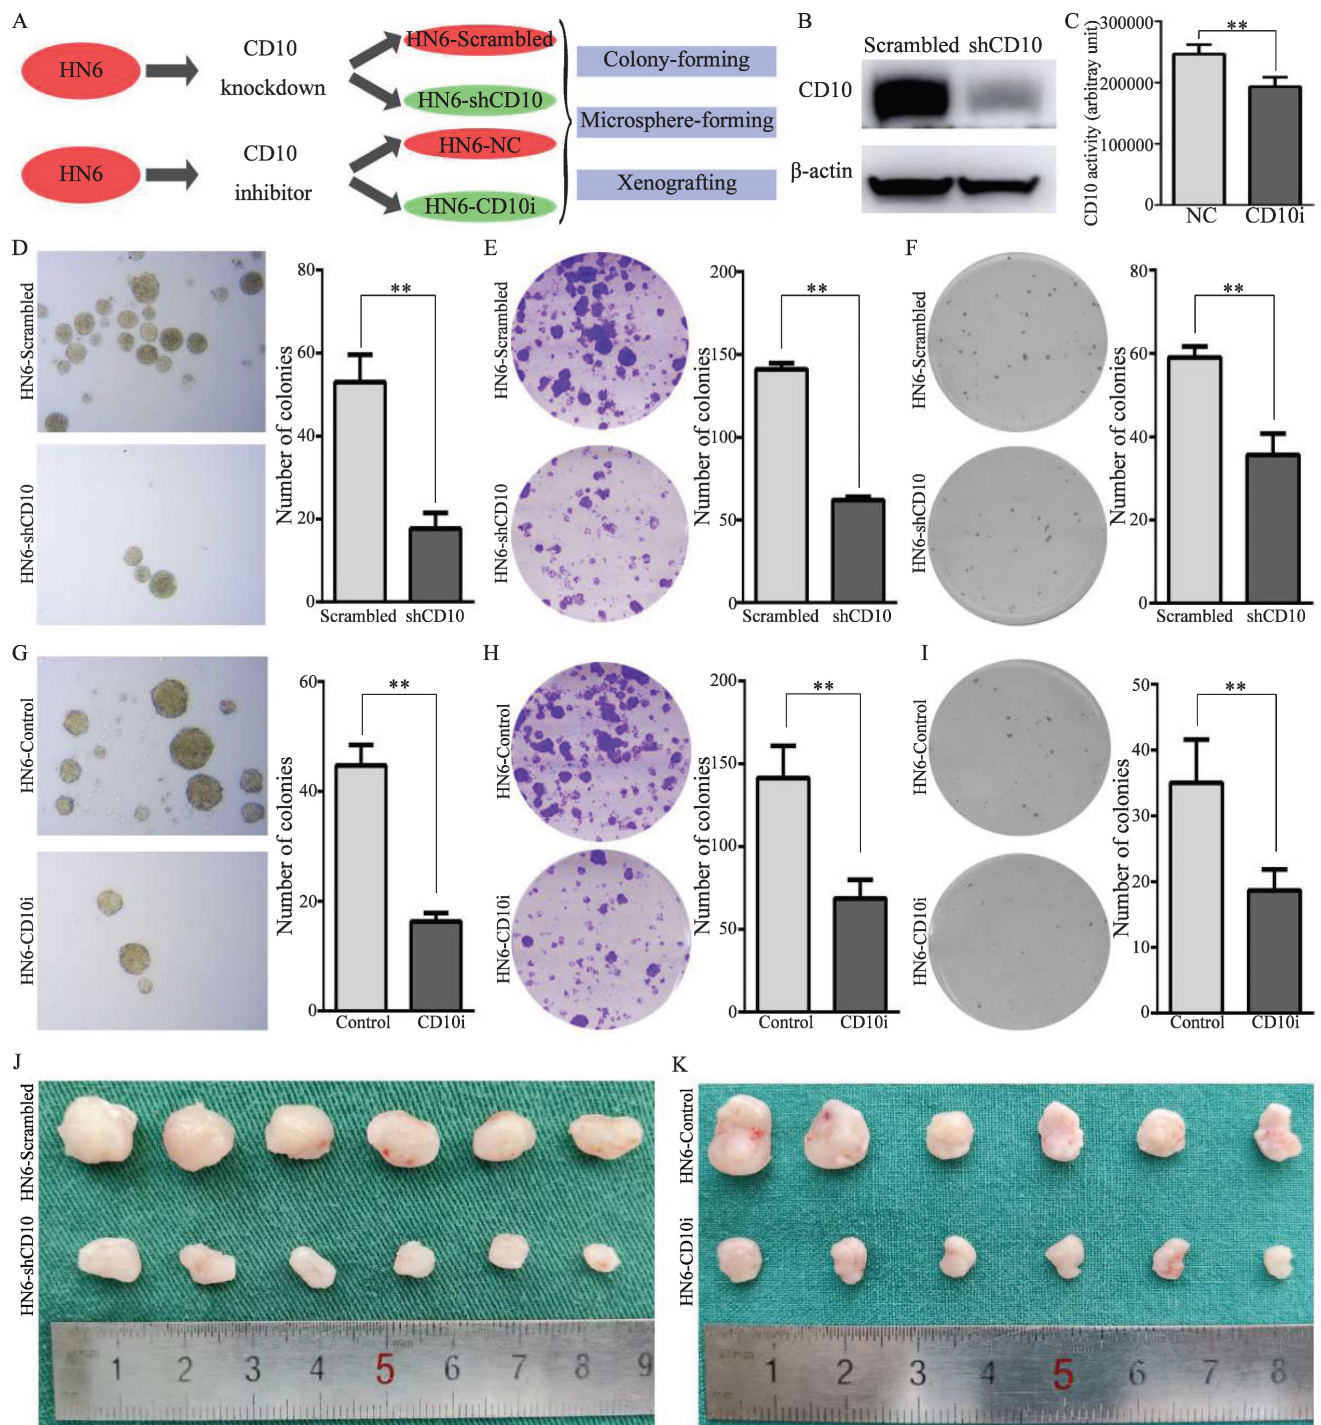 A
HN6
CD10
knockdown
HN6-Scrambled
HN6-shCD10
HN6
CD10
inhibitor
HN6-NC
HN6-CD10i
Colony-forming
Microsphere-forming
Xenografting
B
Scrambled shCD10
CD10
β-actin
C
CD10 activity (arbitray unit)
300000
200000
100000
0
**
NC CD10i
D
HN6-Scrambled
HN6-shCD10
Number of colonies
80
60
40
20
0
**
Scrambled shCD10
E
HN6-Scrambled
HN6-shCD10
Number of colonies
200
150
100
50
0
**
Scrambled shCD10
F
HN6-Scrambled
HN6-shCD10
Number of colonies
80
60
40
20
0
**
Scrambled shCD10
G
HN6-Control
HN6-CD10i
Number of colonies
60
40
20
0
**
Control CD10i
H
HN6-Control
HN6-CD10i
Number of colonies
200
150
100
50
0
**
Control CD10i
I
HN6-Control
HN6-CD10i
Number of colonies
50
40
30
20
10
0
**
Control CD10i
J
HN6-Scrambled
HN6-shCD10
1 2 3 4 5 6 7 8 9
K
HN6-Control
HN6-CD10i
1 2 3 4 5 6 7 8